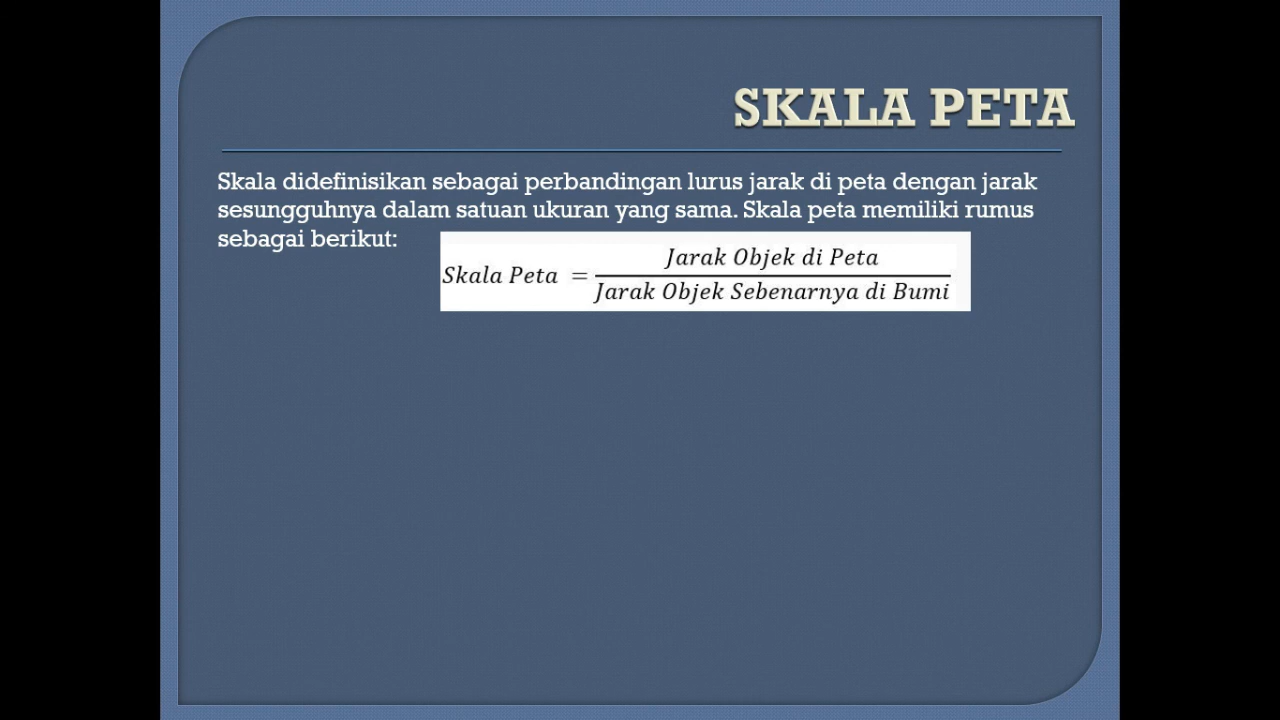 SKALA PETA
Skala didefinisikan sebagai perbandingan lurus jarak di peta dengan jarak
sesungguhnya dalam satuan ukuran yang sama. Skala peta memiliki rumus
sebagai berikut:
Jarak Objek di Peta
Skala Peta =
Jarak Objek Sebenarnya di Bumi